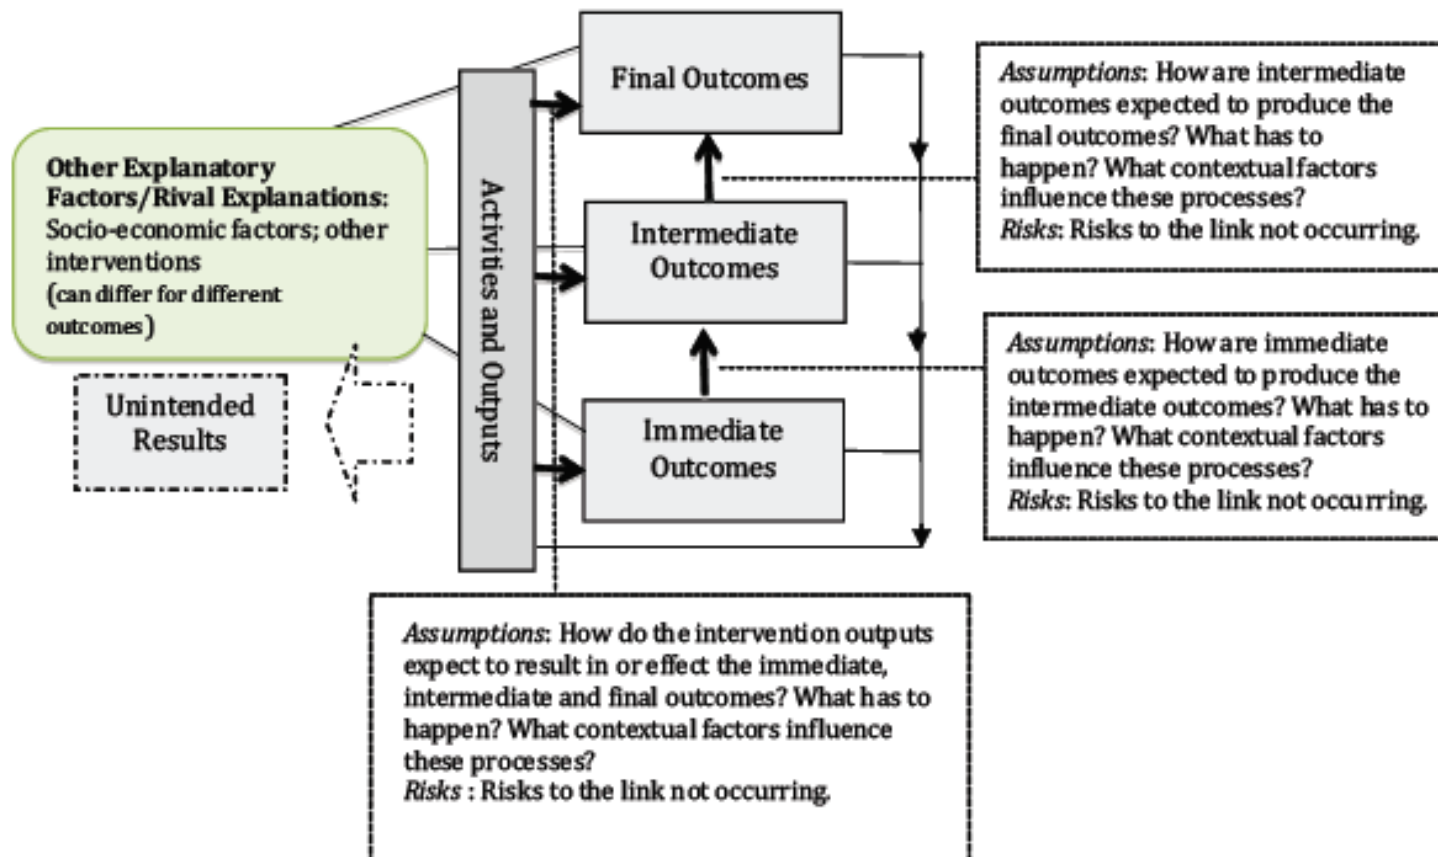 Final Outcomes
Assumptions: How are intermediate
outcomes expected to produce the
final outcomes? What has to
happen? What contextual factors
influence these processes?
Risks: Risks to the link not occurring.
Other Explanatory
Factors/Rival Explanations:
Socio-economic factors; other
interventions
(can differ for different
outcomes)
Activities and Outputs
Intermediate
Outcomes
Assumptions: How are immediate
outcomes expected to produce the
intermediate outcomes? What has to
happen? What contextual factors
influence these processes?
Risks: Risks to the link not occurring.
Unintended
Results
Immediate
Outcomes
Assumptions: How do the intervention outputs
expect to result in or effect the immediate,
intermediate and final outcomes? What has to
happen? What contextual factors influence
these processes?
Risks : Risks to the link not occurring.